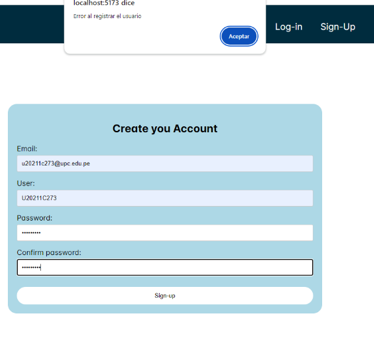 localhost:5173 dice
Error al registrar el usuario
Aceptar
Log-in
Sign-Up
Create you Account
Email:
u20211c273@upc.edu.pe
User:
U20211C273
Password:
Confirm password:
Sign-up